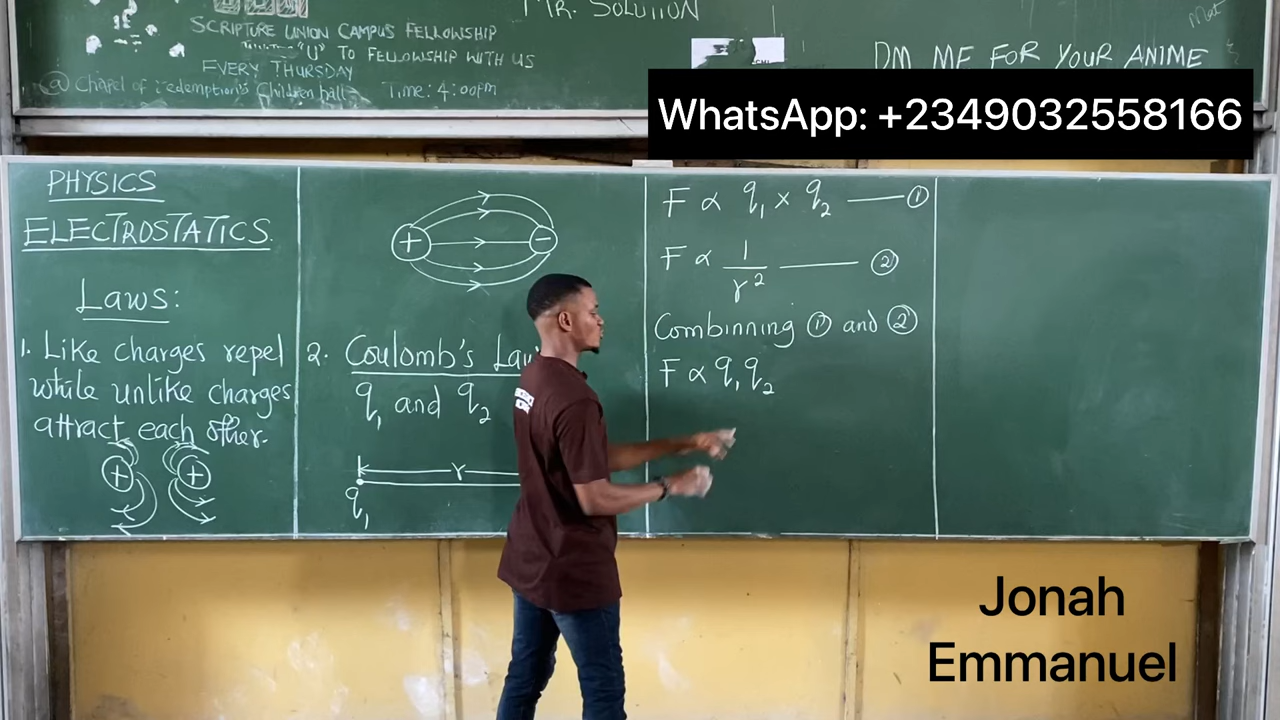 MR. SOLUTION
SCRIPTURE UNION CAMPUS FELLOWSHIP
"U" TO FELLOWSHIP WITH US
EVERY THURSDAY
@ Chapel of redemption's Children hall Time: 4:00pm
DM ME FOR YOUR ANIME
WhatsApp: +2349032558166
PHYSICS
ELECTROSTATICS
Laws:
1. Like charges repel
while unlike charges
attract each other.
+ +
+ −
2. Coulomb's Law
q₁ and q₂
r
q₁
F ∝ q₁ × q₂ —— ①
F ∝ 1/r² —— ②
Combinning ① and ②
F ∝ q₁q₂
Jonah
Emmanuel